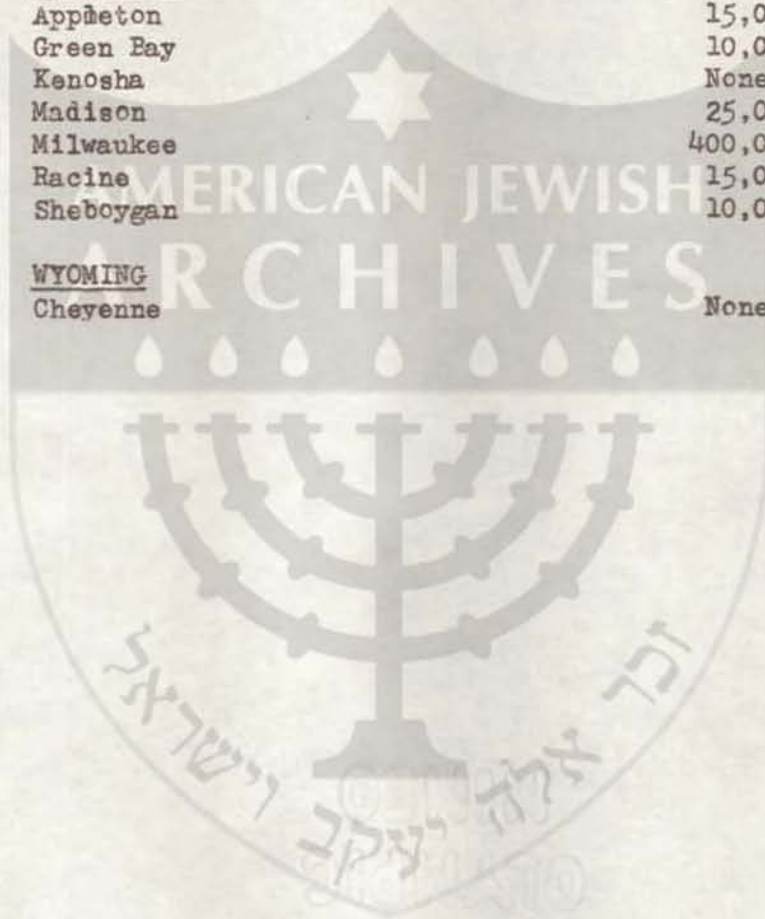 Appleton 15,0
Green Bay 10,0
Kenosha None
Madison 25,0
Milwaukee 400,0
Racine 15,0
Sheboygan 10,0
AMERICAN JEWISH
ARCHIVES
WYOMING
Cheyenne None
זכר אלה יעקב וישראל